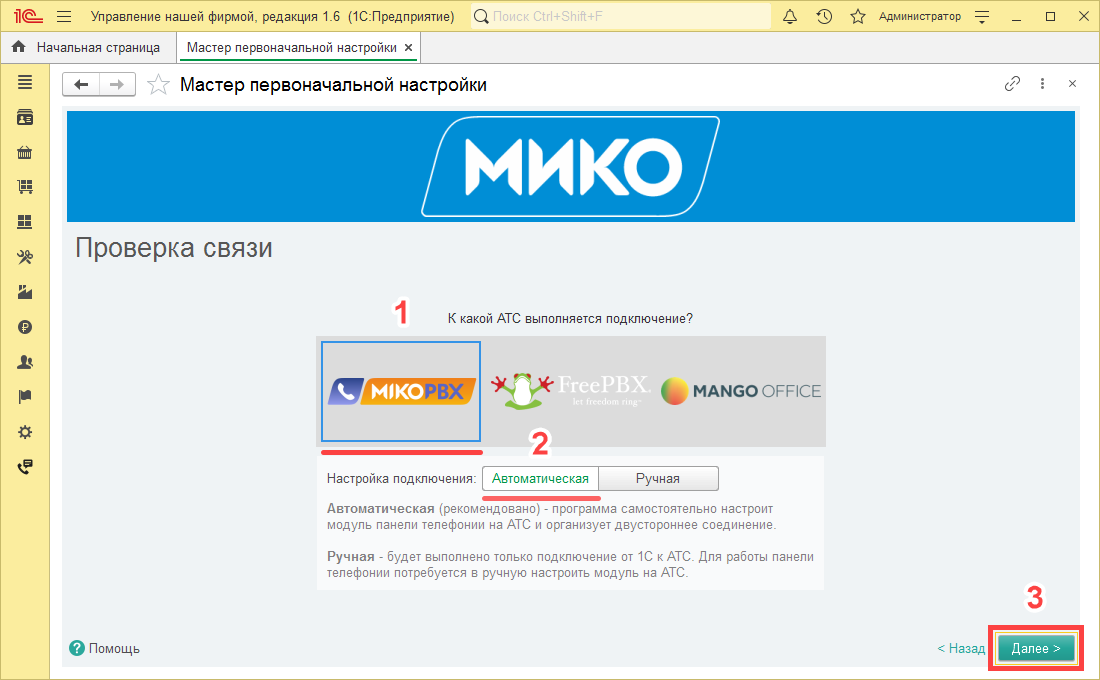 1С Управление нашей фирмой, редакция 1.6 (1С:Предприятие)
Поиск Ctrl+Shift+F
Администратор
Начальная страница
Мастер первоначальной настройки ×
Мастер первоначальной настройки
МИКО
Проверка связи
1
К какой АТС выполняется подключение?
MIKOPBX
FreePBX
let freedom ring™
MANGO OFFICE
2
Настройка подключения: Автоматическая Ручная
Автоматическая (рекомендовано) - программа самостоятельно настроит
модуль панели телефонии на АТС и организует двустороннее соединение.
Ручная - будет выполнено только подключение от 1С к АТС. Для работы панели
телефонии потребуется в ручную настроить модуль на АТС.
3
? Помощь
< Назад
Далее >